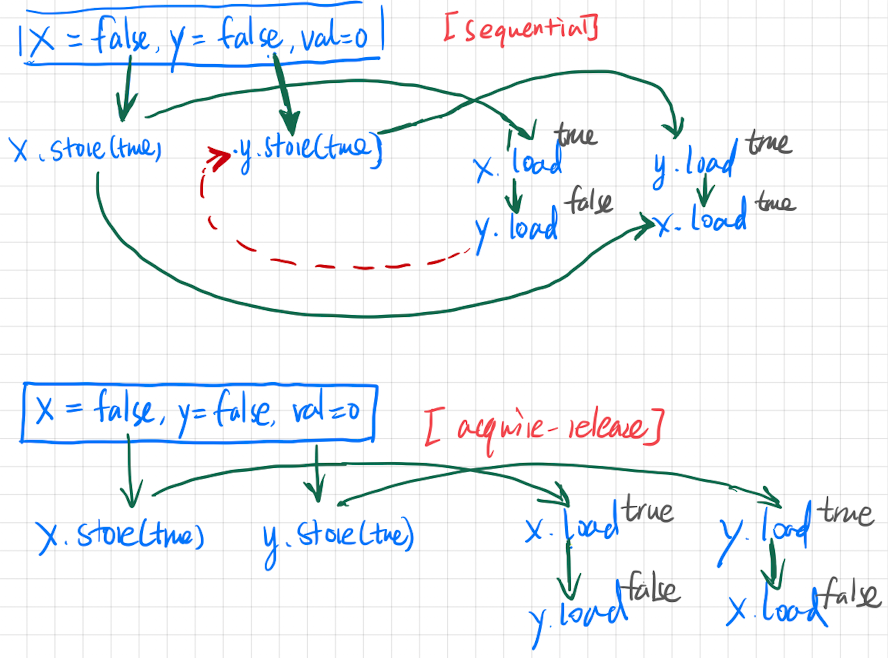 X = false, y = false, val=0
[sequential]
x.store(true)
y.store(true)
x.load true
y.load true
y.load false
x.load true
X = false, y=false, val=0
[acquire-release]
x.store(true)
y.store(true)
x.load true
y.load true
y.load false
x.load false